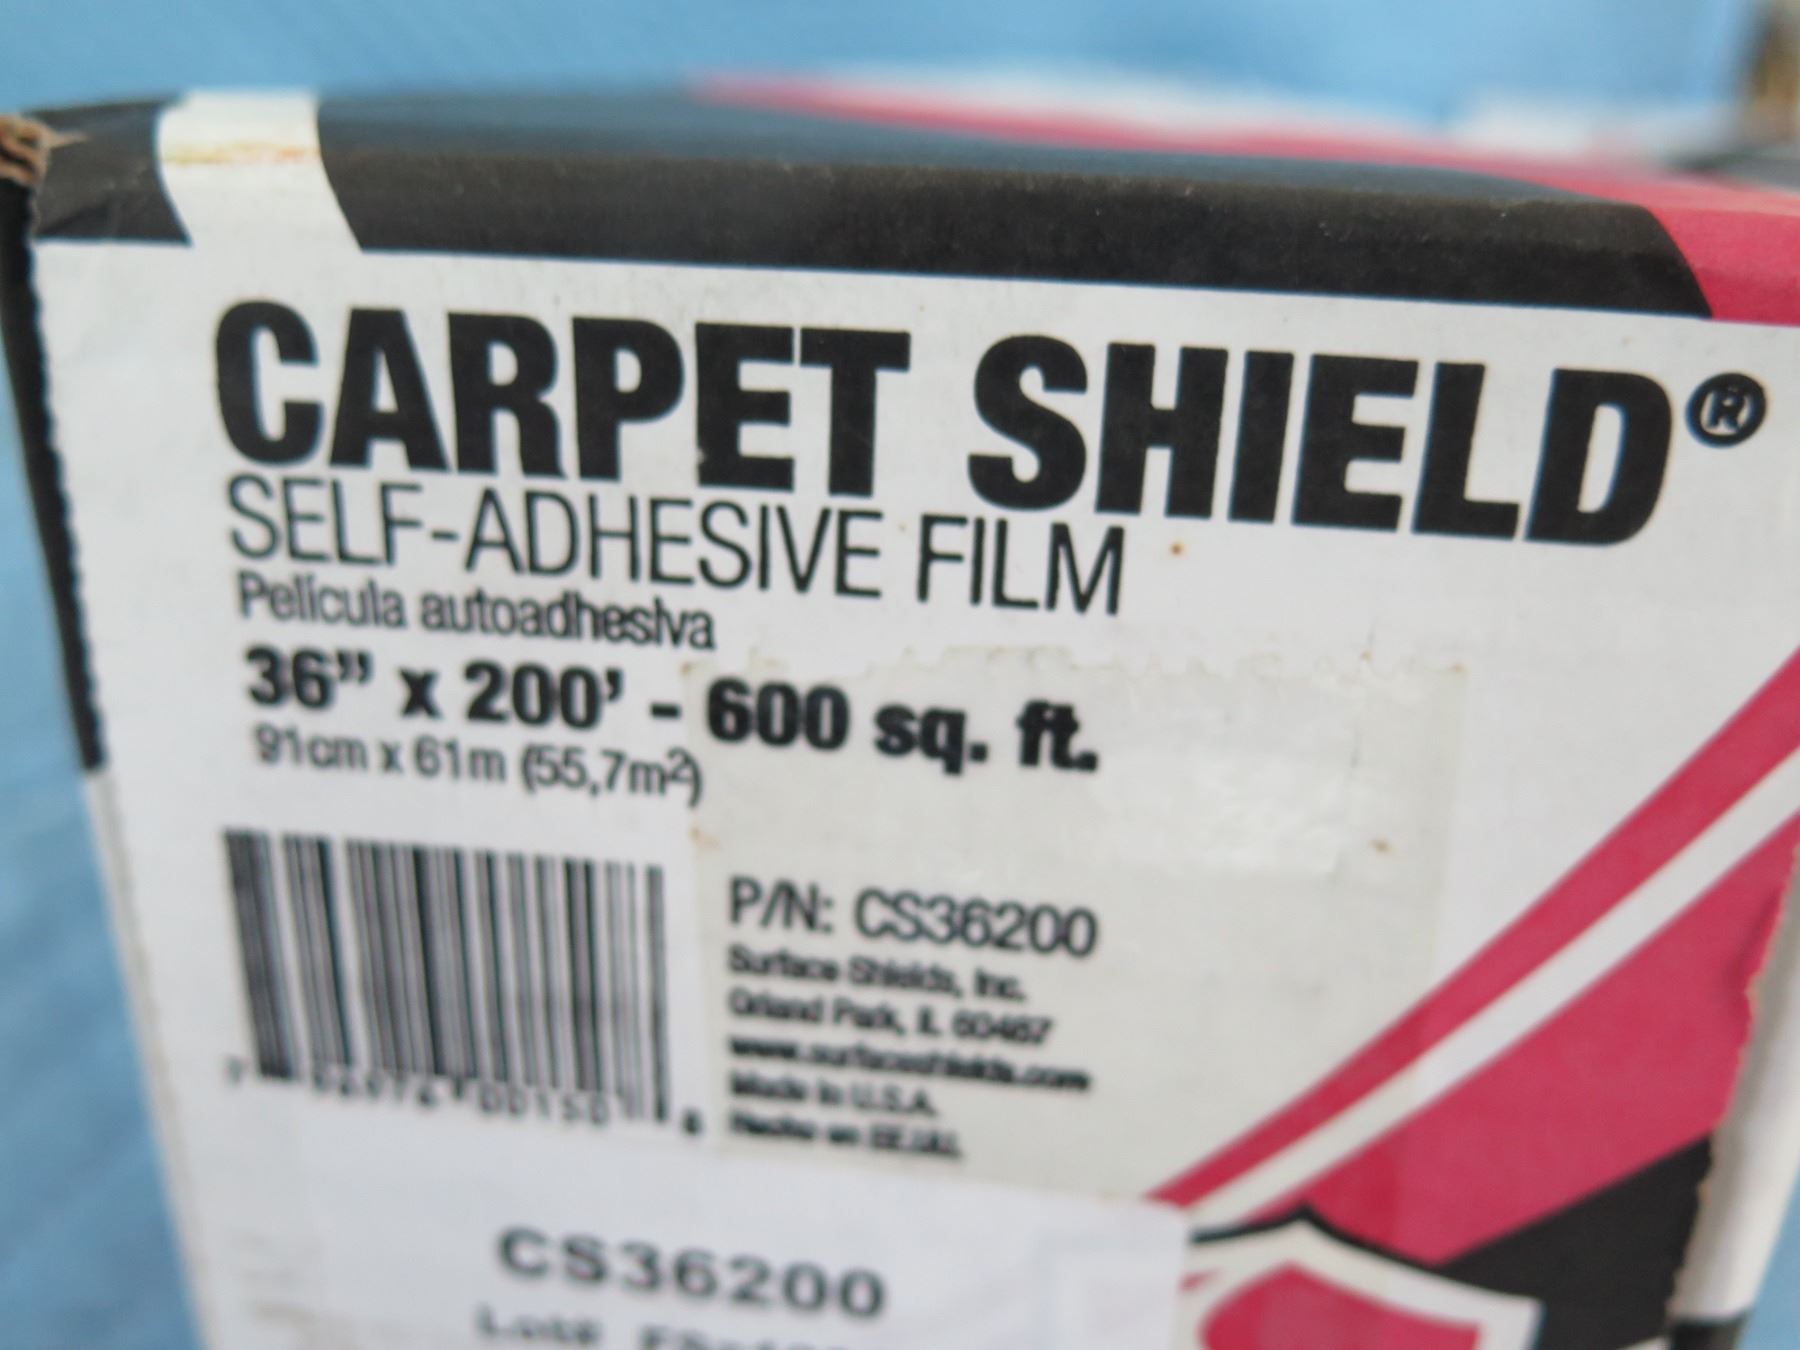 CARPET SHIELD®
SELF-ADHESIVE FILM
Película autoadhesiva
36” x 200’ - 600 sq. ft.
91cm x 61m (55,7m²)
P/N: CS36200
Surface Shields, Inc.
Orland Park, IL 60467
www.surfaceshields.com
Made in U.S.A.
Hecho en EE.UU.
CS36200
Lot#